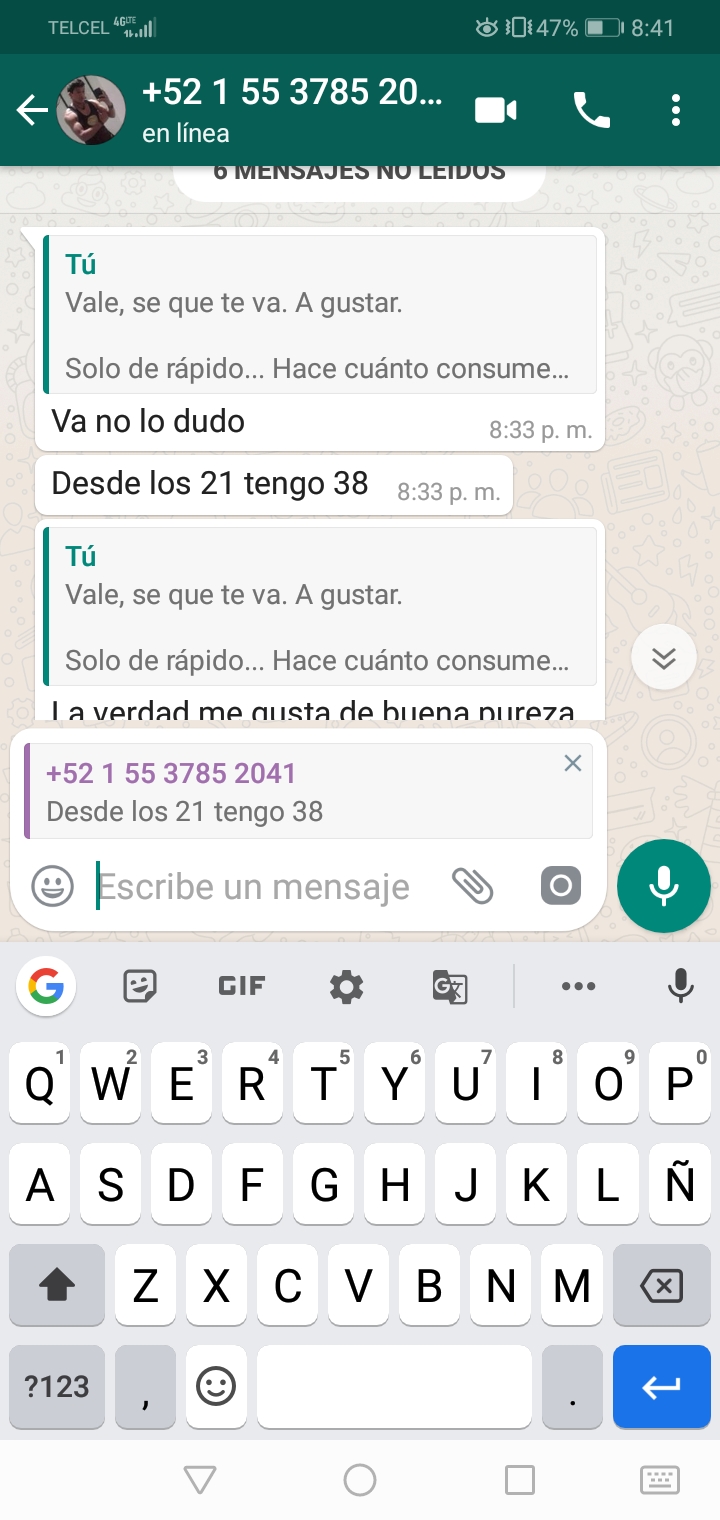 TELCEL 4G LTE 47% 8:41
+52 1 55 3785 20...
en línea
6 MENSAJES NO LEÍDOS
Tú
Vale, se que te va. A gustar.
Solo de rápido... Hace cuánto consume...
Va no lo dudo
8:33 p. m.
Desde los 21 tengo 38 8:33 p. m.
Tú
Vale, se que te va. A gustar.
Solo de rápido... Hace cuánto consume...
La verdad me gusta de buena pureza
+52 1 55 3785 2041
Desde los 21 tengo 38
Escribe un mensaje
G GIF G文
1 2 3 4 5 6 7 8 9 0
Q W E R T Y U I O P
A S D F G H J K L Ñ
Z X C V B N M
?123 , .